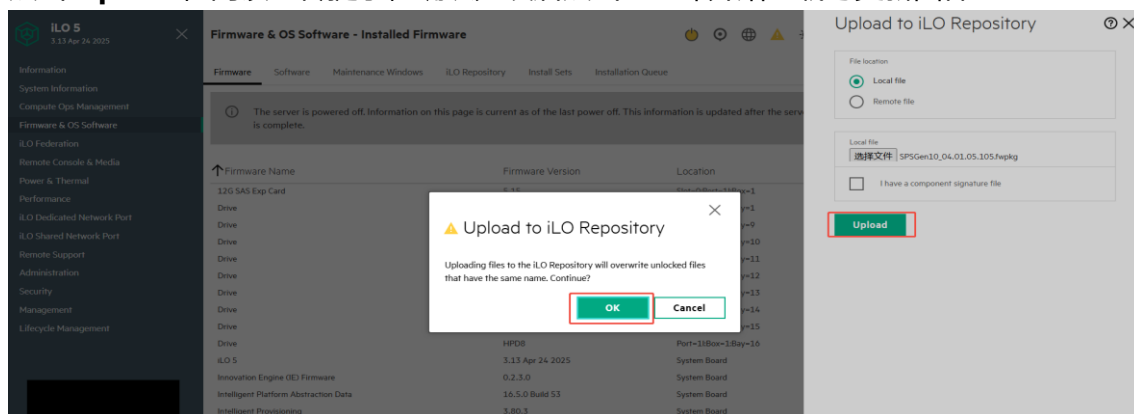 iLO 5
3.13 Apr 24 2025
Firmware & OS Software - Installed Firmware
Upload to iLO Repository
Information
System Information
Compute Ops Management
Firmware & OS Software
iLO Federation
Remote Console & Media
Power & Thermal
Performance
iLO Dedicated Network Port
iLO Shared Network Port
Remote Support
Administration
Security
Management
Lifecycle Management
Firmware Software Maintenance Windows iLO Repository Install Sets Installation Queue
The server is powered off. Information on this page is current as of the last power off. This information is updated after the
is complete.
Firmware Name Firmware Version Location
12G SAS Exp Card
Drive
Drive
Drive
Drive
Drive
Drive
Drive
Drive
Drive HPD8 Port=1I:Box=1:Bay=16
iLO 5 3.13 Apr 24 2025 System Board
Innovation Engine (IE) Firmware 0.2.3.0 System Board
Intelligent Platform Abstraction Data 16.5.0 Build 53 System Board
Intelligent Provisioning 3.80.3 System Board
Upload to iLO Repository
Uploading files to the iLO Repository will overwrite unlocked files
that have the same name. Continue?
OK Cancel
File location
Local file
Remote file
Local file
选择文件 SPSGen10_04.01.05.105.fwpkg
I have a component signature file
Upload